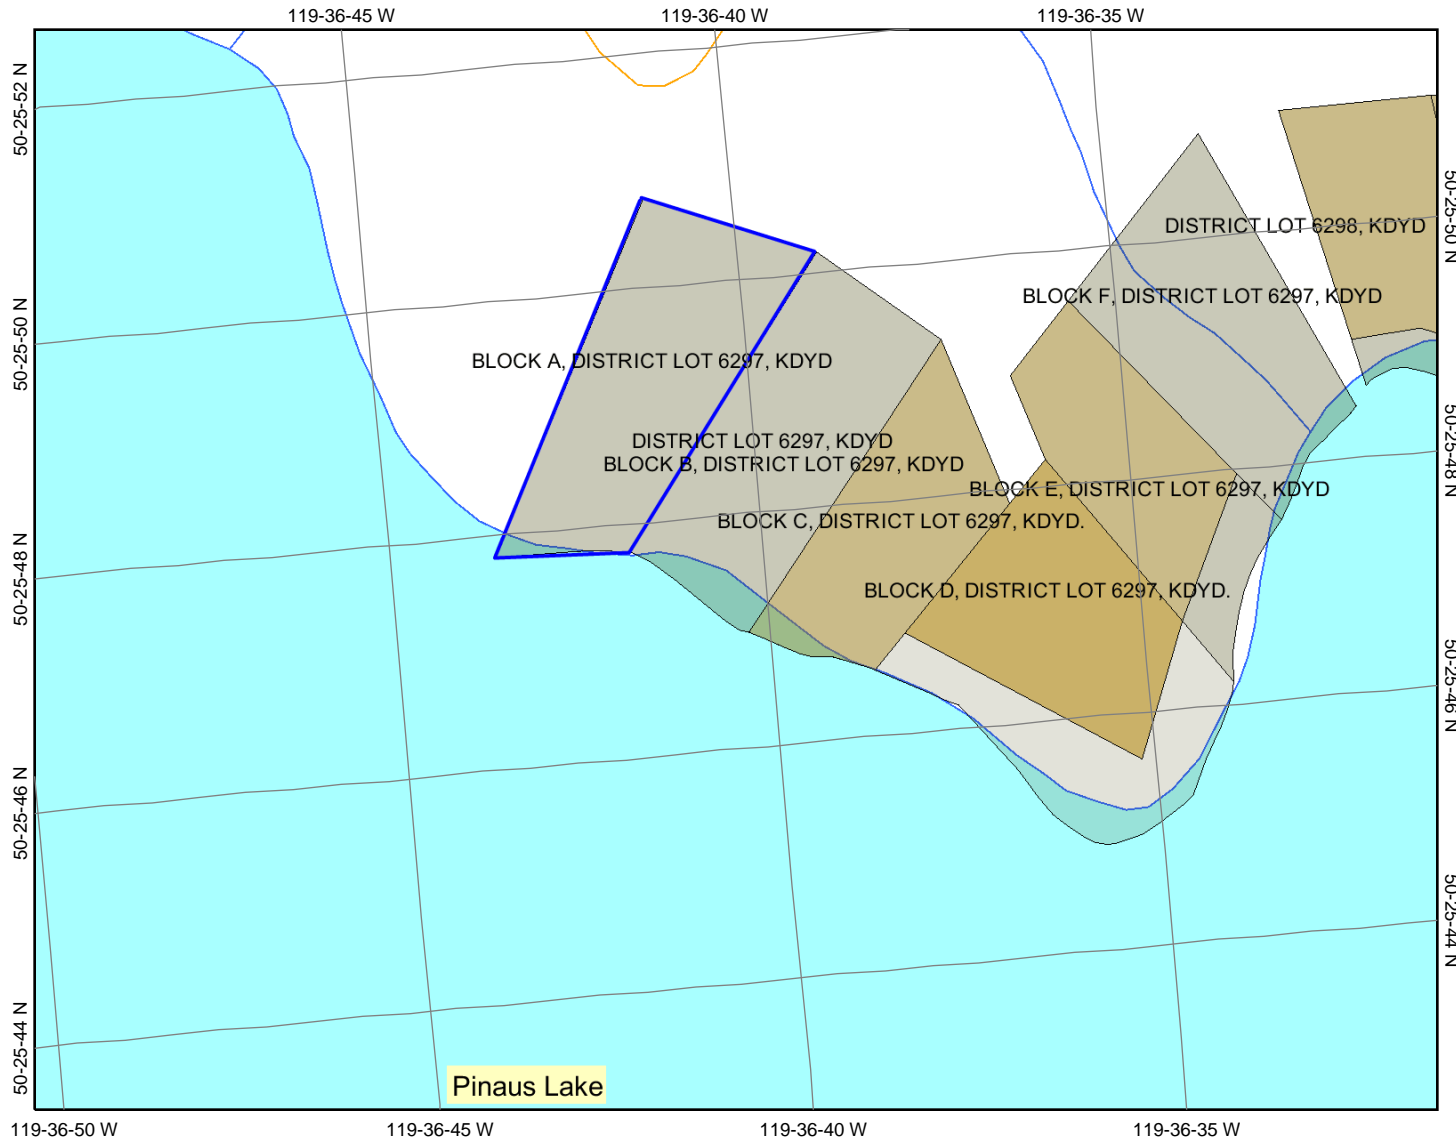 119-36-45 W
119-36-40 W
119-36-35 W
50-25-52 N
50-25-50 N
DISTRICT LOT 6298, KDYD
BLOCK F, DISTRICT LOT 6297, KDYD
50-25-50 N
BLOCK A, DISTRICT LOT 6297, KDYD
DISTRICT LOT 6297, KDYD
BLOCK B, DISTRICT LOT 6297, KDYD
50-25-48 N
BLOCK E, DISTRICT LOT 6297, KDYD
BLOCK C, DISTRICT LOT 6297, KDYD.
50-25-48 N
BLOCK D, DISTRICT LOT 6297, KDYD.
50-25-46 N
50-25-46 N
50-25-44 N
50-25-44 N
Pinaus Lake
119-36-50 W
119-36-45 W
119-36-40 W
119-36-35 W